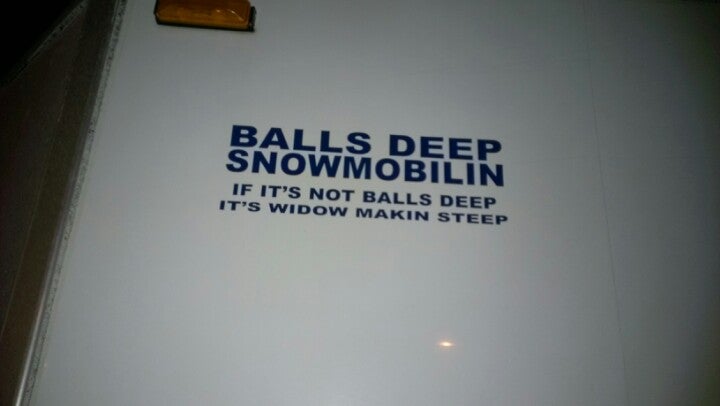 BALLS DEEP
SNOWMOBILIN
IF IT'S NOT BALLS DEEP
IT'S WIDOW MAKIN STEEP